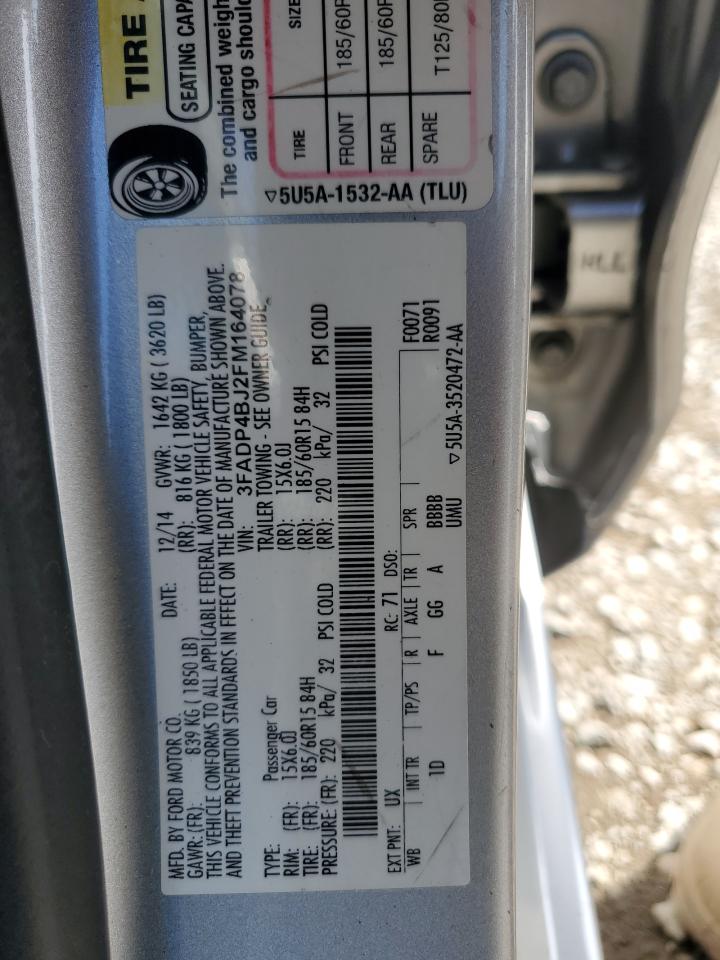 TIRE
SEATING CAPA
The combined weigh
and cargo shoul
TIRE SIZE
FRONT 185/60R
REAR 185/60R
SPARE T125/80
▽5U5A-1532-AA (TLU)
MFD. BY FORD MOTOR CO.
DATE: 12/14 GVWR: 1642 KG ( 3620 LB)
GAWR: (FR): 839 KG ( 1850 LB) (RR): 816 KG ( 1800 LB)
THIS VEHICLE CONFORMS TO ALL APPLICABLE FEDERAL MOTOR VEHICLE SAFETY, BUMPER,
AND THEFT PREVENTION STANDARDS IN EFFECT ON THE DATE OF MANUFACTURE SHOWN ABOVE.
VIN: 3FADP4BJ2FM164078
TYPE: Passenger Car TRAILER TOWING - SEE OWNER GUIDE
RIM: (FR): 15X6.0J (RR): 15X6.0J
TIRE: (FR): 185/60R15 84H (RR): 185/60R15 84H
PRESSURE: (FR): 220 kPa/ 32 PSI COLD (RR): 220 kPa/ 32 PSI COLD
EXT PNT: UX RC: 71 DSO: F0071
WB INT TR TP/PS R AXLE TR SPR R0091
1D F GG A BBBB
UMU ▽5U5A-3520472-AA